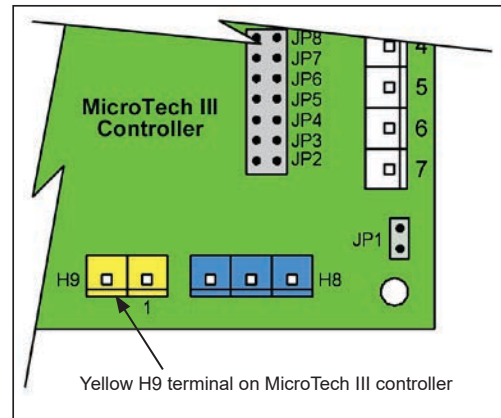 JP8
JP7
JP6
JP5
JP4
JP3
JP2
4
5
6
7
MicroTech III
Controller
JP1
H9
1
H8
Yellow H9 terminal on MicroTech III controller